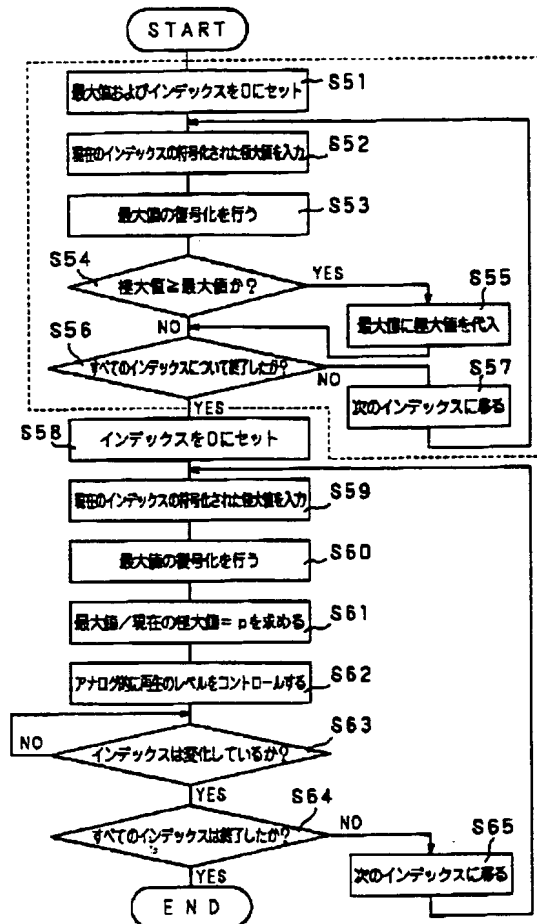 START
最大値およびインデックスを0にセット
S51
現在のインデックスの符号化された極大値を入力
S52
最大値の復号化を行う
S53
S54
極大値≧最大値か?
YES
S55
最大値に極大値を代入
NO
S56
すべてのインデックスについて終了したか?
NO
S57
次のインデックスに移る
YES
S58
インデックスを0にセット
現在のインデックスの符号化された極大値を入力
S59
最大値の復号化を行う
S60
最大値/現在の極大値=pを求める
S61
アナログ的に再生のレベルをコントロールする
S62
S63
NO
インデックスは変化しているか?
YES
S64
すべてのインデックスは終了したか?
NO
S65
次のインデックスに移る
YES
END